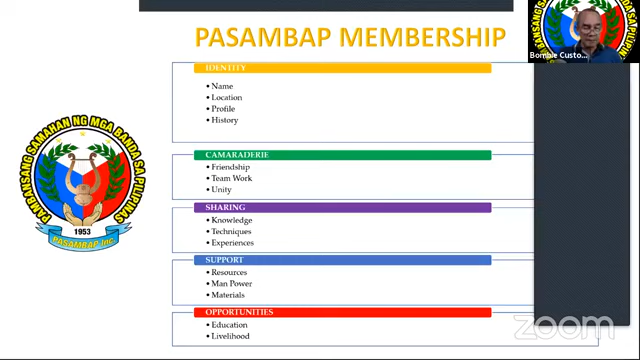 PASAMBAP MEMBERSHIP
IDENTITY
• Name
• Location
• Profile
• History
CAMARADERIE
• Friendship
• Team Work
• Unity
SHARING
• Knowledge
• Techniques
• Experiences
SUPPORT
• Resources
• Man Power
• Materials
OPPORTUNITIES
• Education
• Livelihood
PAMBANSANG SAMAHAN NG MGA BANDA SA PILIPINAS
1953
PASAMBAP Inc.
Bombie Custo...
zoom